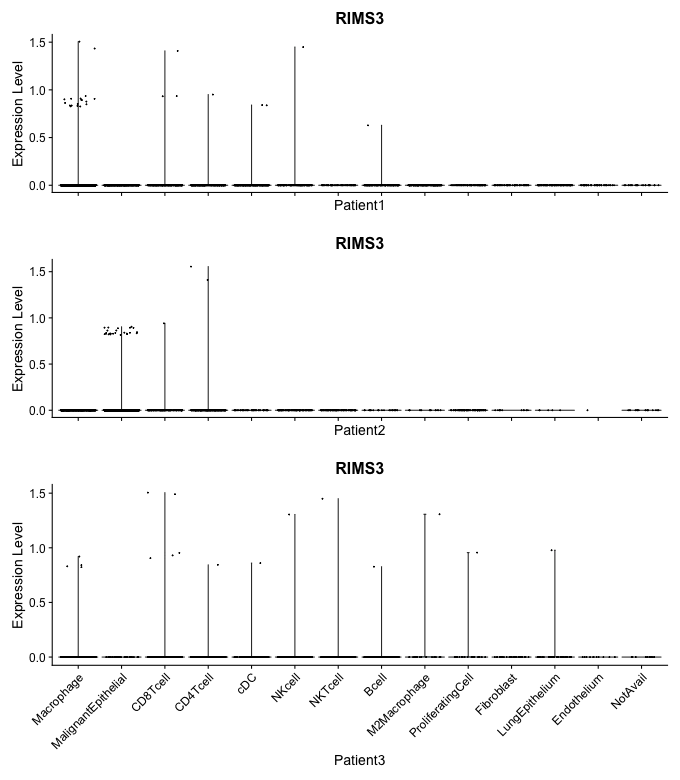 RIMS3
Expression Level
1.5
1.0
0.5
0.0
Patient1
RIMS3
Expression Level
1.5
1.0
0.5
0.0
Patient2
RIMS3
Expression Level
1.5
1.0
0.5
0.0
Macrophage
MalignantEpithelial
CD8Tcell
CD4Tcell
cDC
NKcell
NKTcell
Bcell
M2Macrophage
ProliferatingCell
Fibroblast
LungEpithelium
Endothelium
NotAvail
Patient3